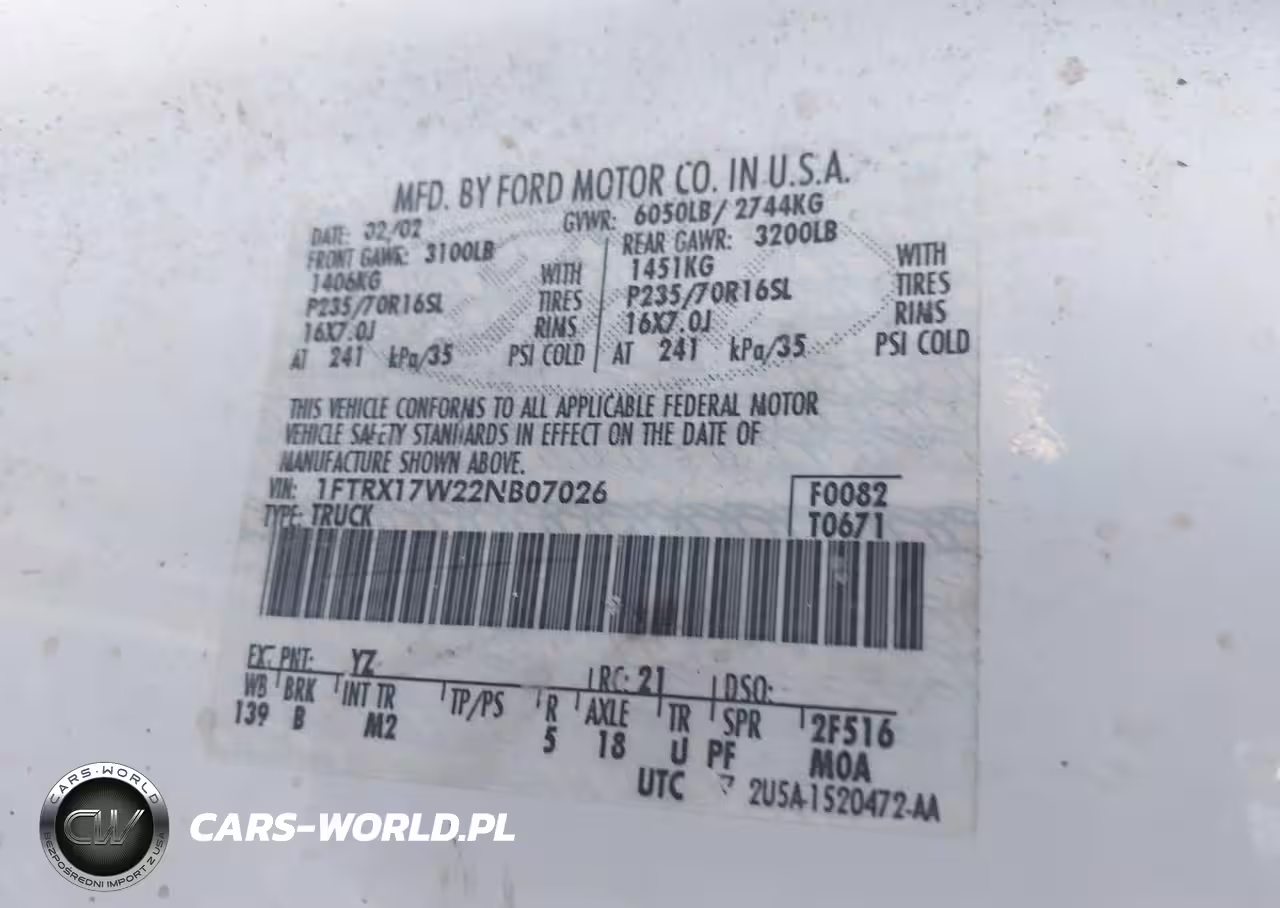 MFD. BY FORD MOTOR CO. IN U.S.A.
DATE: 02/02 GVWR: 6050LB/ 2744KG
FRONT GAWR: 3100LB REAR GAWR: 3200LB
1406KG WITH 1451KG WITH
P235/70R16SL TIRES P235/70R16SL TIRES
16X7.0J RIMS 16X7.0J RIMS
AT 241 kPa/35 PSI COLD AT 241 kPa/35 PSI COLD
THIS VEHICLE CONFORMS TO ALL APPLICABLE FEDERAL MOTOR
VEHICLE SAFETY STANDARDS IN EFFECT ON THE DATE OF
MANUFACTURE SHOWN ABOVE.
VIN: 1FTRX17W22NB07026 F0082
TYPE: TRUCK T0671
EXT PNT: YZ RC: 21 DSO:
WB BRK INT TR TP/PS R AXLE TR SPR 2F516
139 B M2 5 18 U PF M0A
UTC 2U5A-1520472-AA
CARS-WORLD
CW
BEZPOŚREDNI IMPORT Z USA
CARS-WORLD.PL